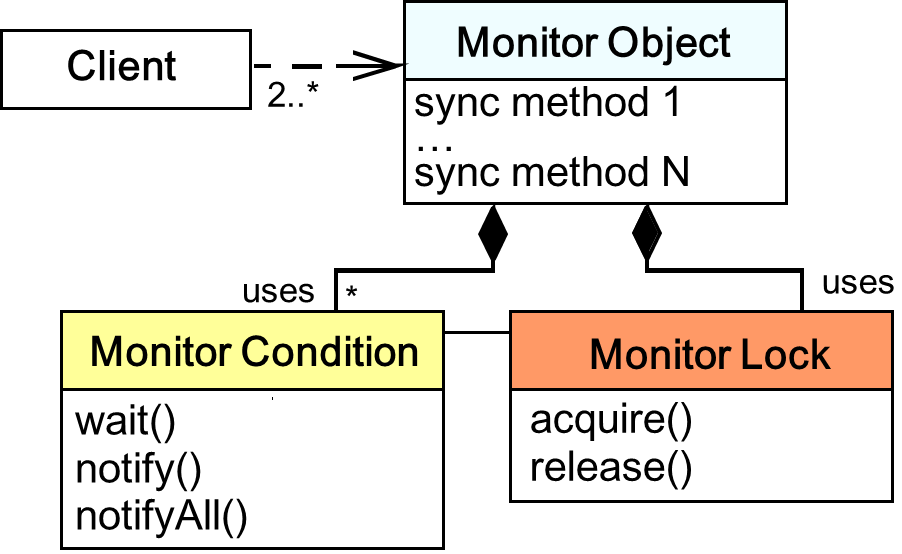 Monitor Object
Client
2..*
sync method 1
...
sync method N
uses
*
uses
Monitor Condition
Monitor Lock
wait()
notify()
notifyAll()
acquire()
release()